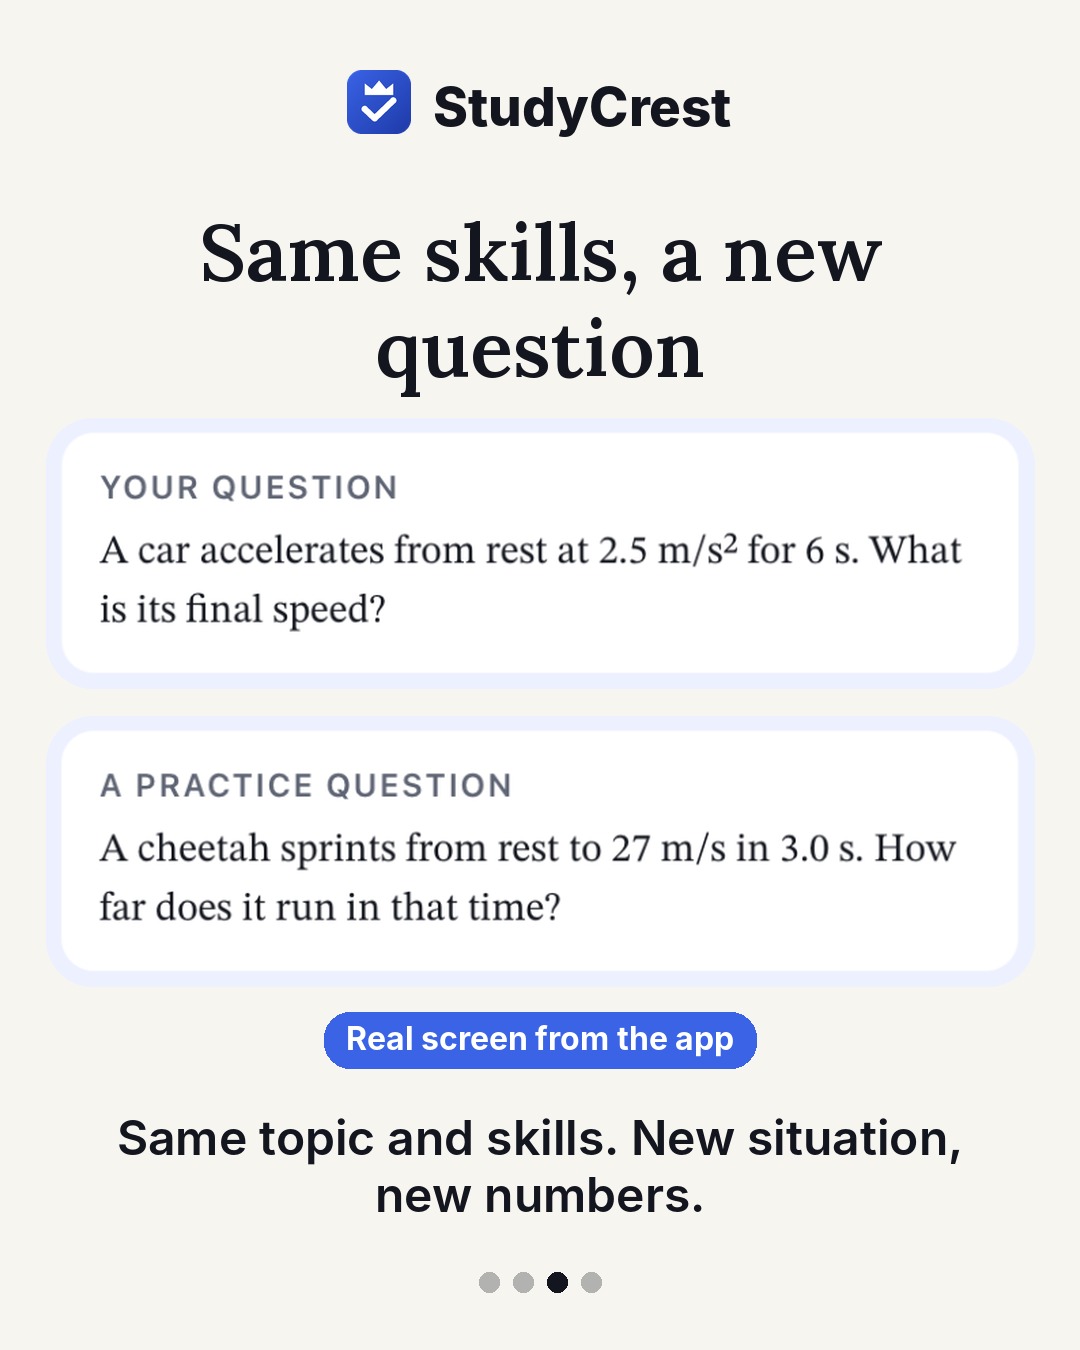 StudyCrest
Same skills, a new
question
YOUR QUESTION
A car accelerates from rest at 2.5 m/s² for 6 s. What
is its final speed?
A PRACTICE QUESTION
A cheetah sprints from rest to 27 m/s in 3.0 s. How
far does it run in that time?
Real screen from the app
Same topic and skills. New situation,
new numbers.